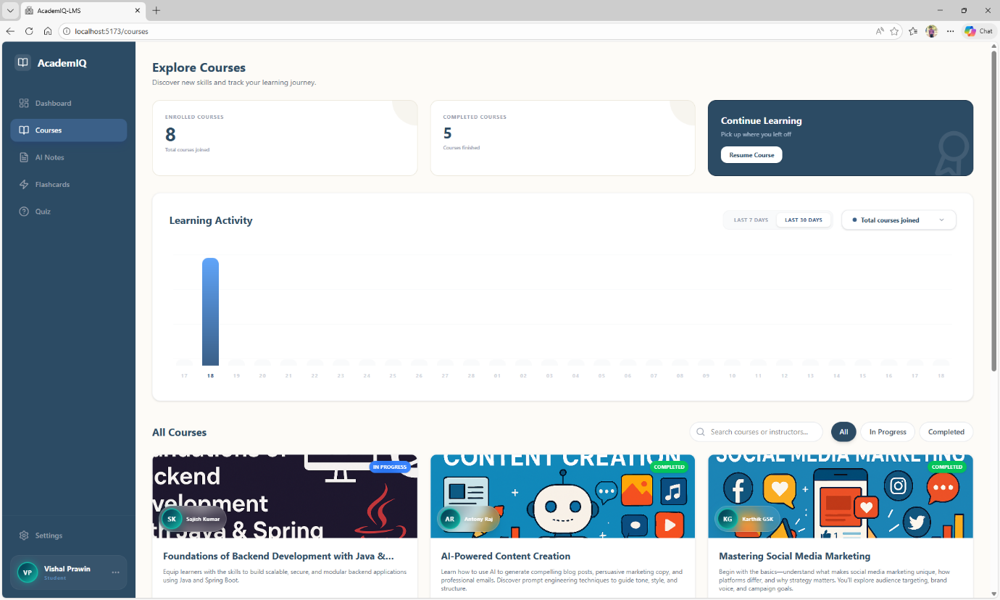 AcademIQ-LMS
localhost:5173/courses
Chat
AcademIQ
Dashboard
Courses
AI Notes
Flashcards
Quiz
Settings
VP
Vishal Prawin
Student
Explore Courses
Discover new skills and track your learning journey.
ENROLLED COURSES
8
Total courses joined
COMPLETED COURSES
5
Courses finished
Continue Learning
Pick up where you left off
Resume Course
Learning Activity
LAST 7 DAYS
LAST 30 DAYS
Total courses joined
17 18 19 20 21 22 23 24 25 26 27 28 01 02 03 04 05 06 07 08 09 10 11 12 13 14 15 16 17 18
All Courses
Search courses or instructors...
All
In Progress
Completed
ckend
velopment
th Java & Spring
IN PROGRESS
SK
Sajish Kumar
Foundations of Backend Development with Java &...
Equip learners with the skills to build scalable, secure, and modular backend applications
using Java and Spring Boot.
CONTENT CREATION
COMPLETED
AR
Antony Raj
AI-Powered Content Creation
Learn how to use AI to generate compelling blog posts, persuasive marketing copy, and
professional emails. Discover prompt engineering techniques to guide tone, style, and
structure.
SOCIAL MEDIA MARKETING
COMPLETED
KG
Karthik GSK
1
Mastering Social Media Marketing
Begin with the basics—understand what makes social media marketing unique, how
platforms differ, and why strategy matters. You'll explore audience targeting, brand
voice, and campaign goals.